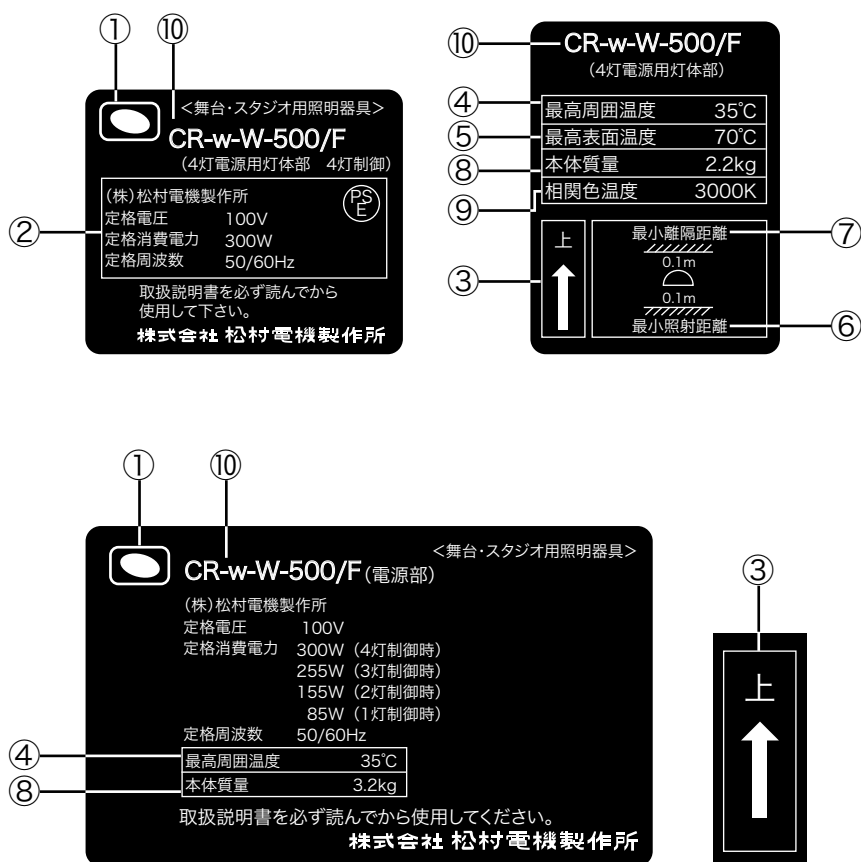 ① ⑩
<舞台・スタジオ用照明器具>
CR-w-W-500/F
(4灯電源用灯体部 4灯制御)
②
(株)松村電機製作所
PS
E
定格電圧 100V
定格消費電力 300W
定格周波数 50/60Hz
取扱説明書を必ず読んでから
使用して下さい。
株式会社 松村電機製作所
⑩ CR-w-W-500/F
(4灯電源用灯体部)
④ 最高周囲温度 35℃
⑤ 最高表面温度 70℃
⑧ 本体質量 2.2kg
⑨ 相関色温度 3000K
③ 上
最小離隔距離 ⑦
0.1m
0.1m
最小照射距離 ⑥
① ⑩
<舞台・スタジオ用照明器具>
CR-w-W-500/F(電源部)
(株)松村電機製作所
定格電圧 100V
定格消費電力 300W(4灯制御時)
255W(3灯制御時)
155W(2灯制御時)
85W(1灯制御時)
定格周波数 50/60Hz
④ 最高周囲温度 35℃
⑧ 本体質量 3.2kg
取扱説明書を必ず読んでから使用してください。
株式会社 松村電機製作所
③
上